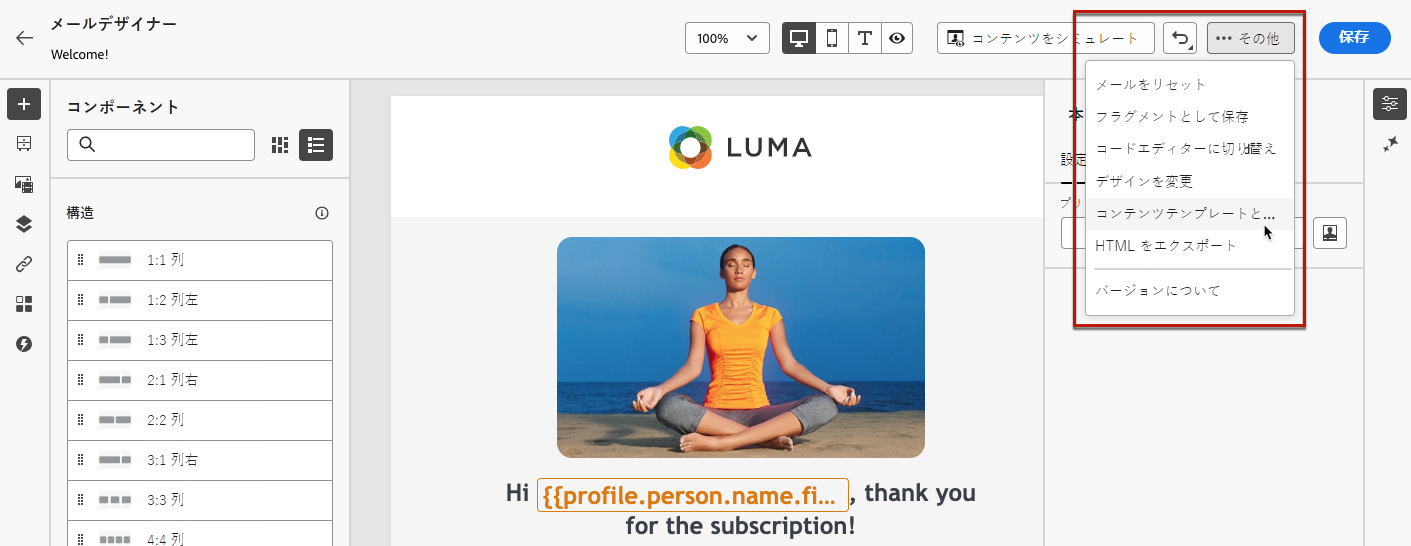 メールデザイナー
Welcome!
100%
コンテンツをシミュレート
その他
保存
コンポーネント
構造
1:1 列
1:2 列左
1:3 列左
2:1 列右
2:2 列
3:1 列右
3:3 列
4:4 列
LUMA
Hi {{profile.person.name.fi... , thank you
for the subscription!
本
設定
プリ
メールをリセット
フラグメントとして保存
コードエディターに切り替え
デザインを変更
コンテンツテンプレートと...
HTML をエクスポート
バージョンについて